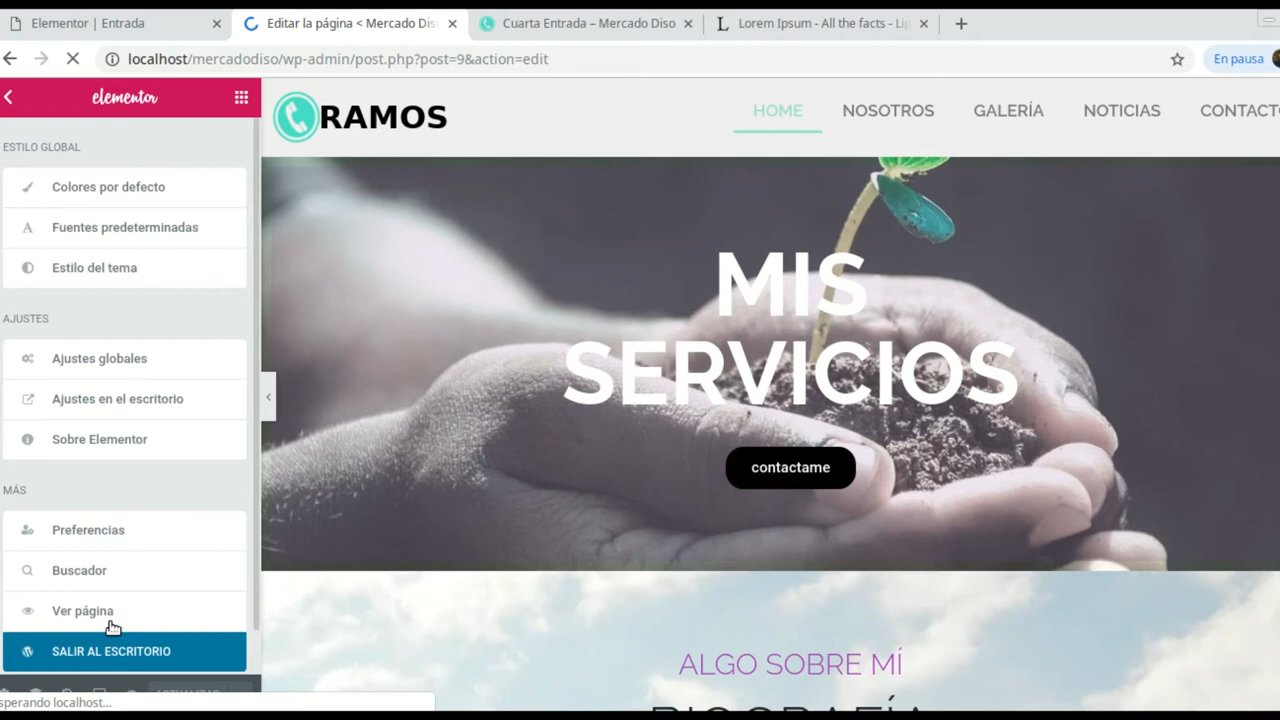 Elementor | Entrada
Editar la página < Mercado Dis
Cuarta Entrada – Mercado Diso
Lorem Ipsum - All the facts - Lip
localhost/mercadodiso/wp-admin/post.php?post=9&action=edit
En pausa
elementor
RAMOS
HOME
NOSOTROS
GALERÍA
NOTICIAS
CONTACTO
ESTILO GLOBAL
Colores por defecto
Fuentes predeterminadas
Estilo del tema
AJUSTES
Ajustes globales
Ajustes en el escritorio
Sobre Elementor
MÁS
Preferencias
Buscador
Ver página
SALIR AL ESCRITORIO
ACTUALIZAR
sperando localhost...
MIS
SERVICIOS
contactame
ALGO SOBRE MÍ
BIOGRAFÍA